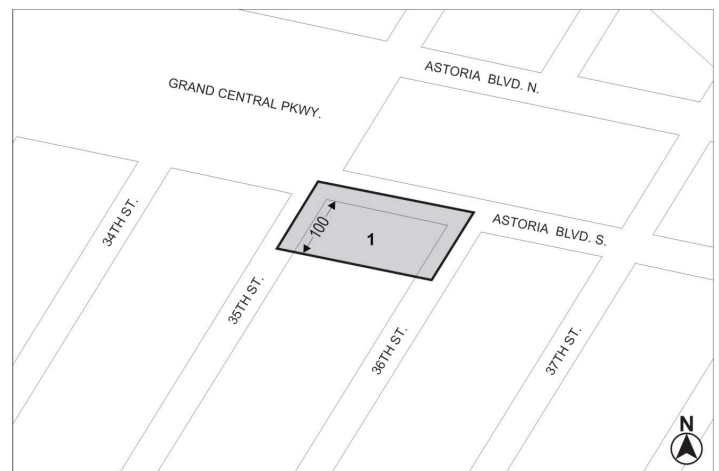 ASTORIA BLVD. N.
GRAND CENTRAL PKWY.
100
1
ASTORIA BLVD. S.
34TH ST.
35TH ST.
36TH ST.
37TH ST.
N